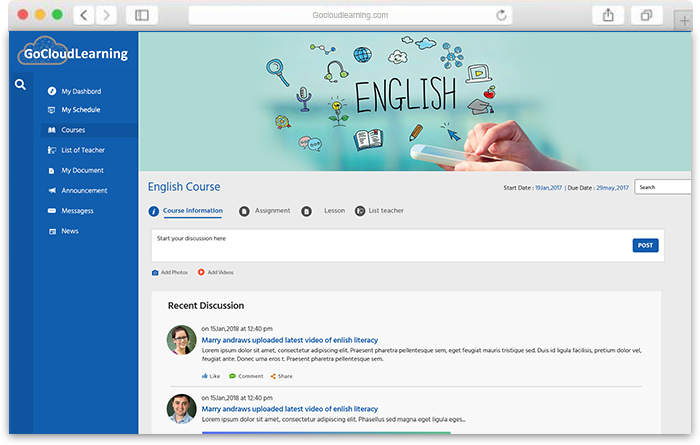 Gocloudlearning.com
GoCloudLearning
My Dashbord
My Schedule
Courses
List of Teacher
My Document
Announcement
Messagess
News
ENGLISH
English Course
Start Date : 19Jan,2017 | Due Date : 29may,2017
Search
Course Information
Assignment
Lesson
List teacher
Start your discussion here
POST
Add Photos
Add Videos
Recent Discussion
on 15Jan,2018 at 12:40 pm
Marry andraws uploaded latest video of enlish literacy
Lorem ipsum dolor sit amet, consectetur adipiscing elit. Praesent pharetra pellentesque sem, eget feugiat mauris tristique sed. Duis id ligula facilisis, pretium dolor vel,
feugiat ante. Donec urna eros t. Praesent pharetra pellentesque sem.
Like
Comment
Share
on 15Jan,2018 at 12:40 pm
Marry andraws uploaded latest video of enlish literacy
Lorem ipsum dolor sit amet, consectetur adipiscing elit. Phasellus sed magna eget ligula eges...